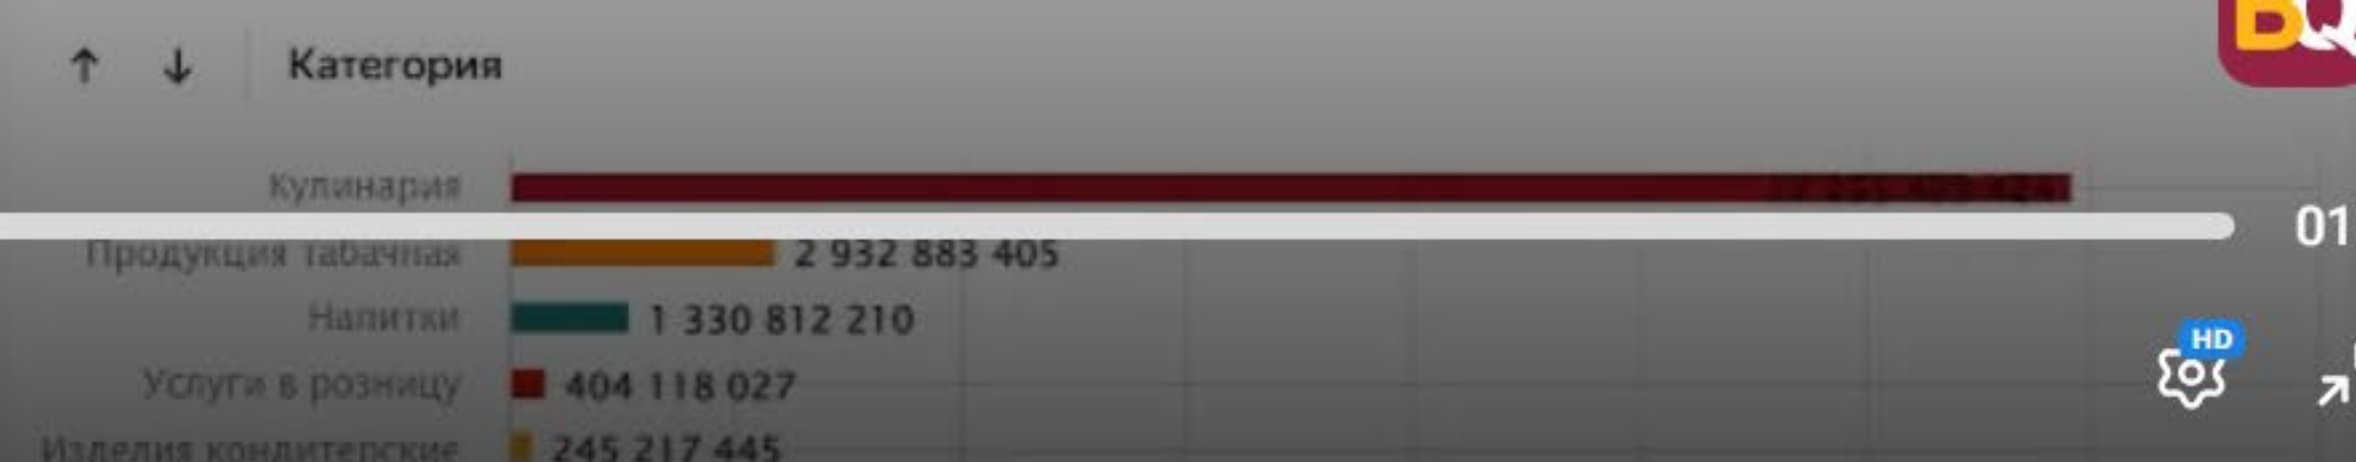 ↑ ↓ Категория
BQ
Кулинария
01
Продукция табачная 2 932 883 405
Напитки 1 330 812 210
HD
Услуги в розницу 404 118 027
Изделия кондитерские 245 217 445